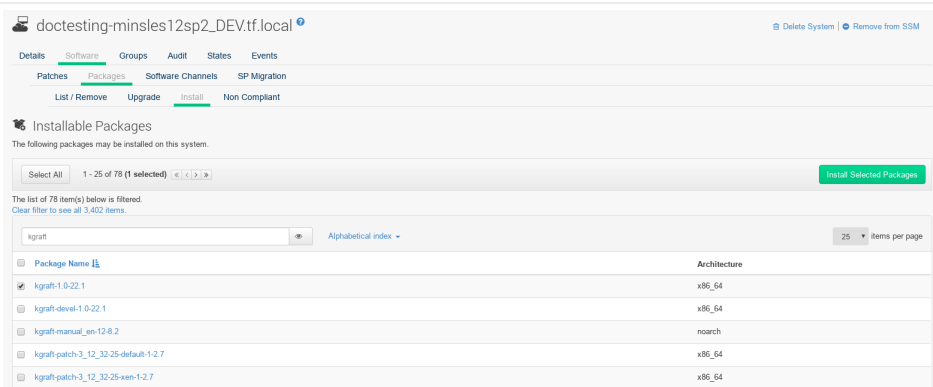 doctesting-minsles12sp2_DEV.tf.local ?
Delete System | Remove from SSM
Details Software Groups Audit States Events
Patches Packages Software Channels SP Migration
List / Remove Upgrade Install Non Compliant
Installable Packages
The following packages may be installed on this system.
Select All 1 - 25 of 78 (1 selected) Install Selected Packages
The list of 78 item(s) below is filtered.
Clear filter to see all 3,402 items.
kgraft Alphabetical index 25 items per page
Package Name Architecture
kgraft-1.0-22.1 x86_64
kgraft-devel-1.0-22.1 x86_64
kgraft-manual_en-12-8.2 noarch
kgraft-patch-3_12_32-25-default-1-2.7 x86_64
kgraft-patch-3_12_32-25-xen-1-2.7 x86_64